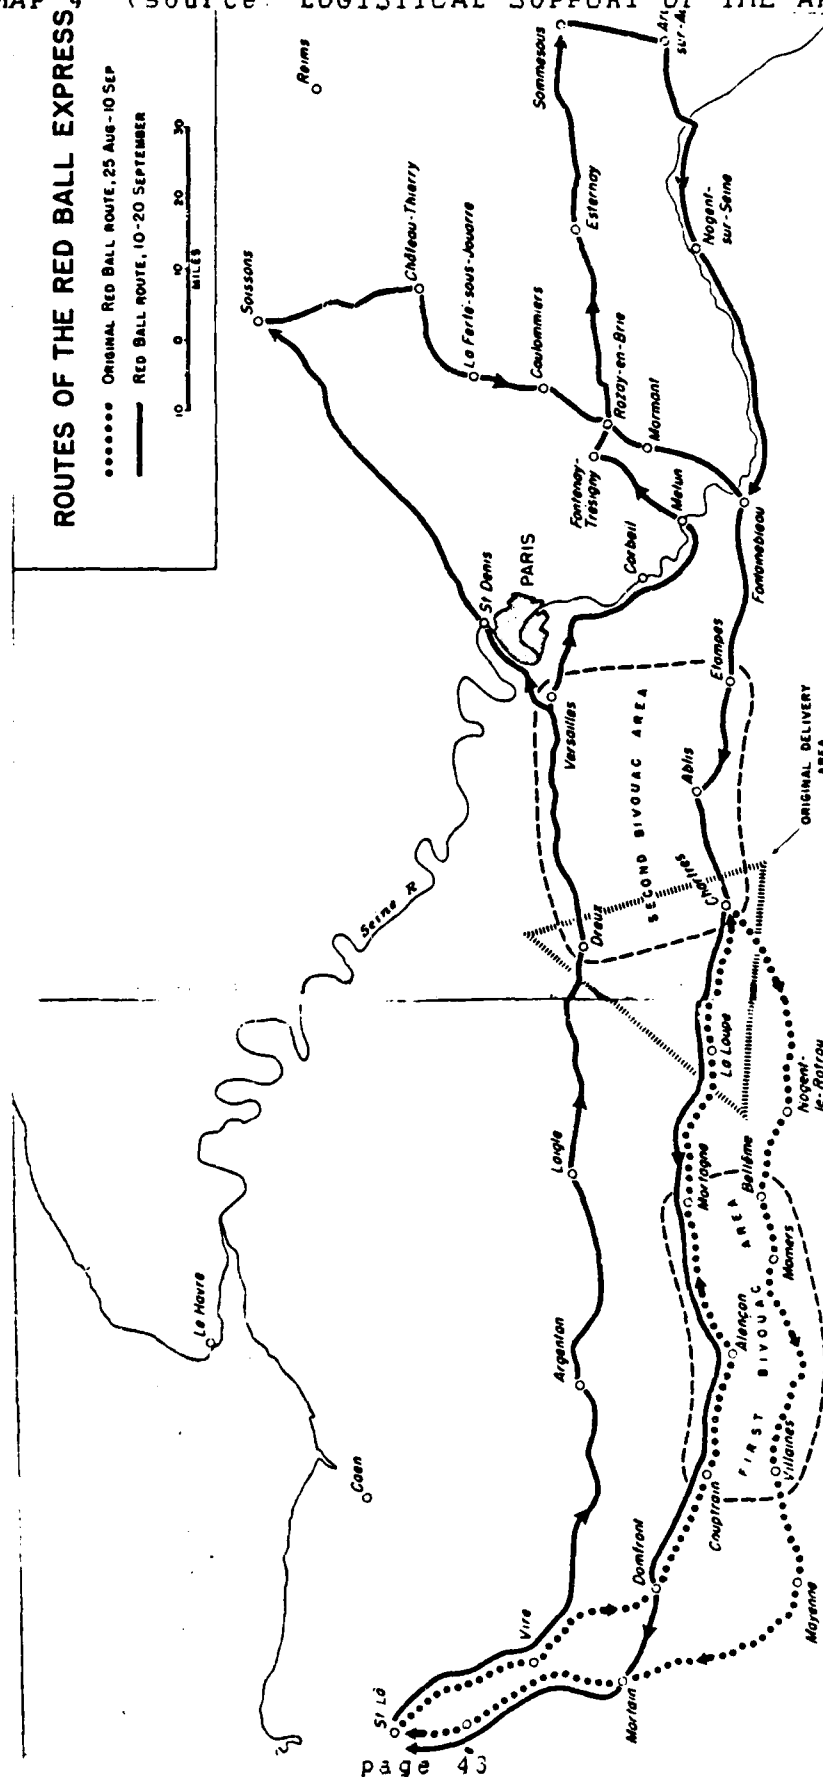 MAP 4 (source: LOGISTICAL SUPPORT OF THE
ROUTES OF THE RED BALL EXPRESS
ORIGINAL RED BALL ROUTE, 25 AUG-10 SEP
RED BALL ROUTE, 10-20 SEPTEMBER
10 0 10 20 30
MILES
Reims
Soissons
Château-Thierry
La Ferté-sous-Jouarre
Coulommiers
Rozay-en-Brie
Mormant
Fontenay-
Trésigny
Melun
Corbeil
Fontainebleau
Esternay
Sommesous
sur-
Nogent-
sur-Seine
St Denis
PARIS
Versailles
Etampes
Ablis
SECOND BIVOUAC AREA
ORIGINAL DELIVERY
AREA
Chartres
Dreux
Seine R
La Loupe
Nogent-
le-Rotrou
Laigle
Mortagne
Bellême
Mamers
Le Havre
Argentan
Alençon
FIRST BIVOUAC AREA
Villaines
Couptrain
Caen
Domfront
Mayenne
Vire
Mortain
St Lô
page 43